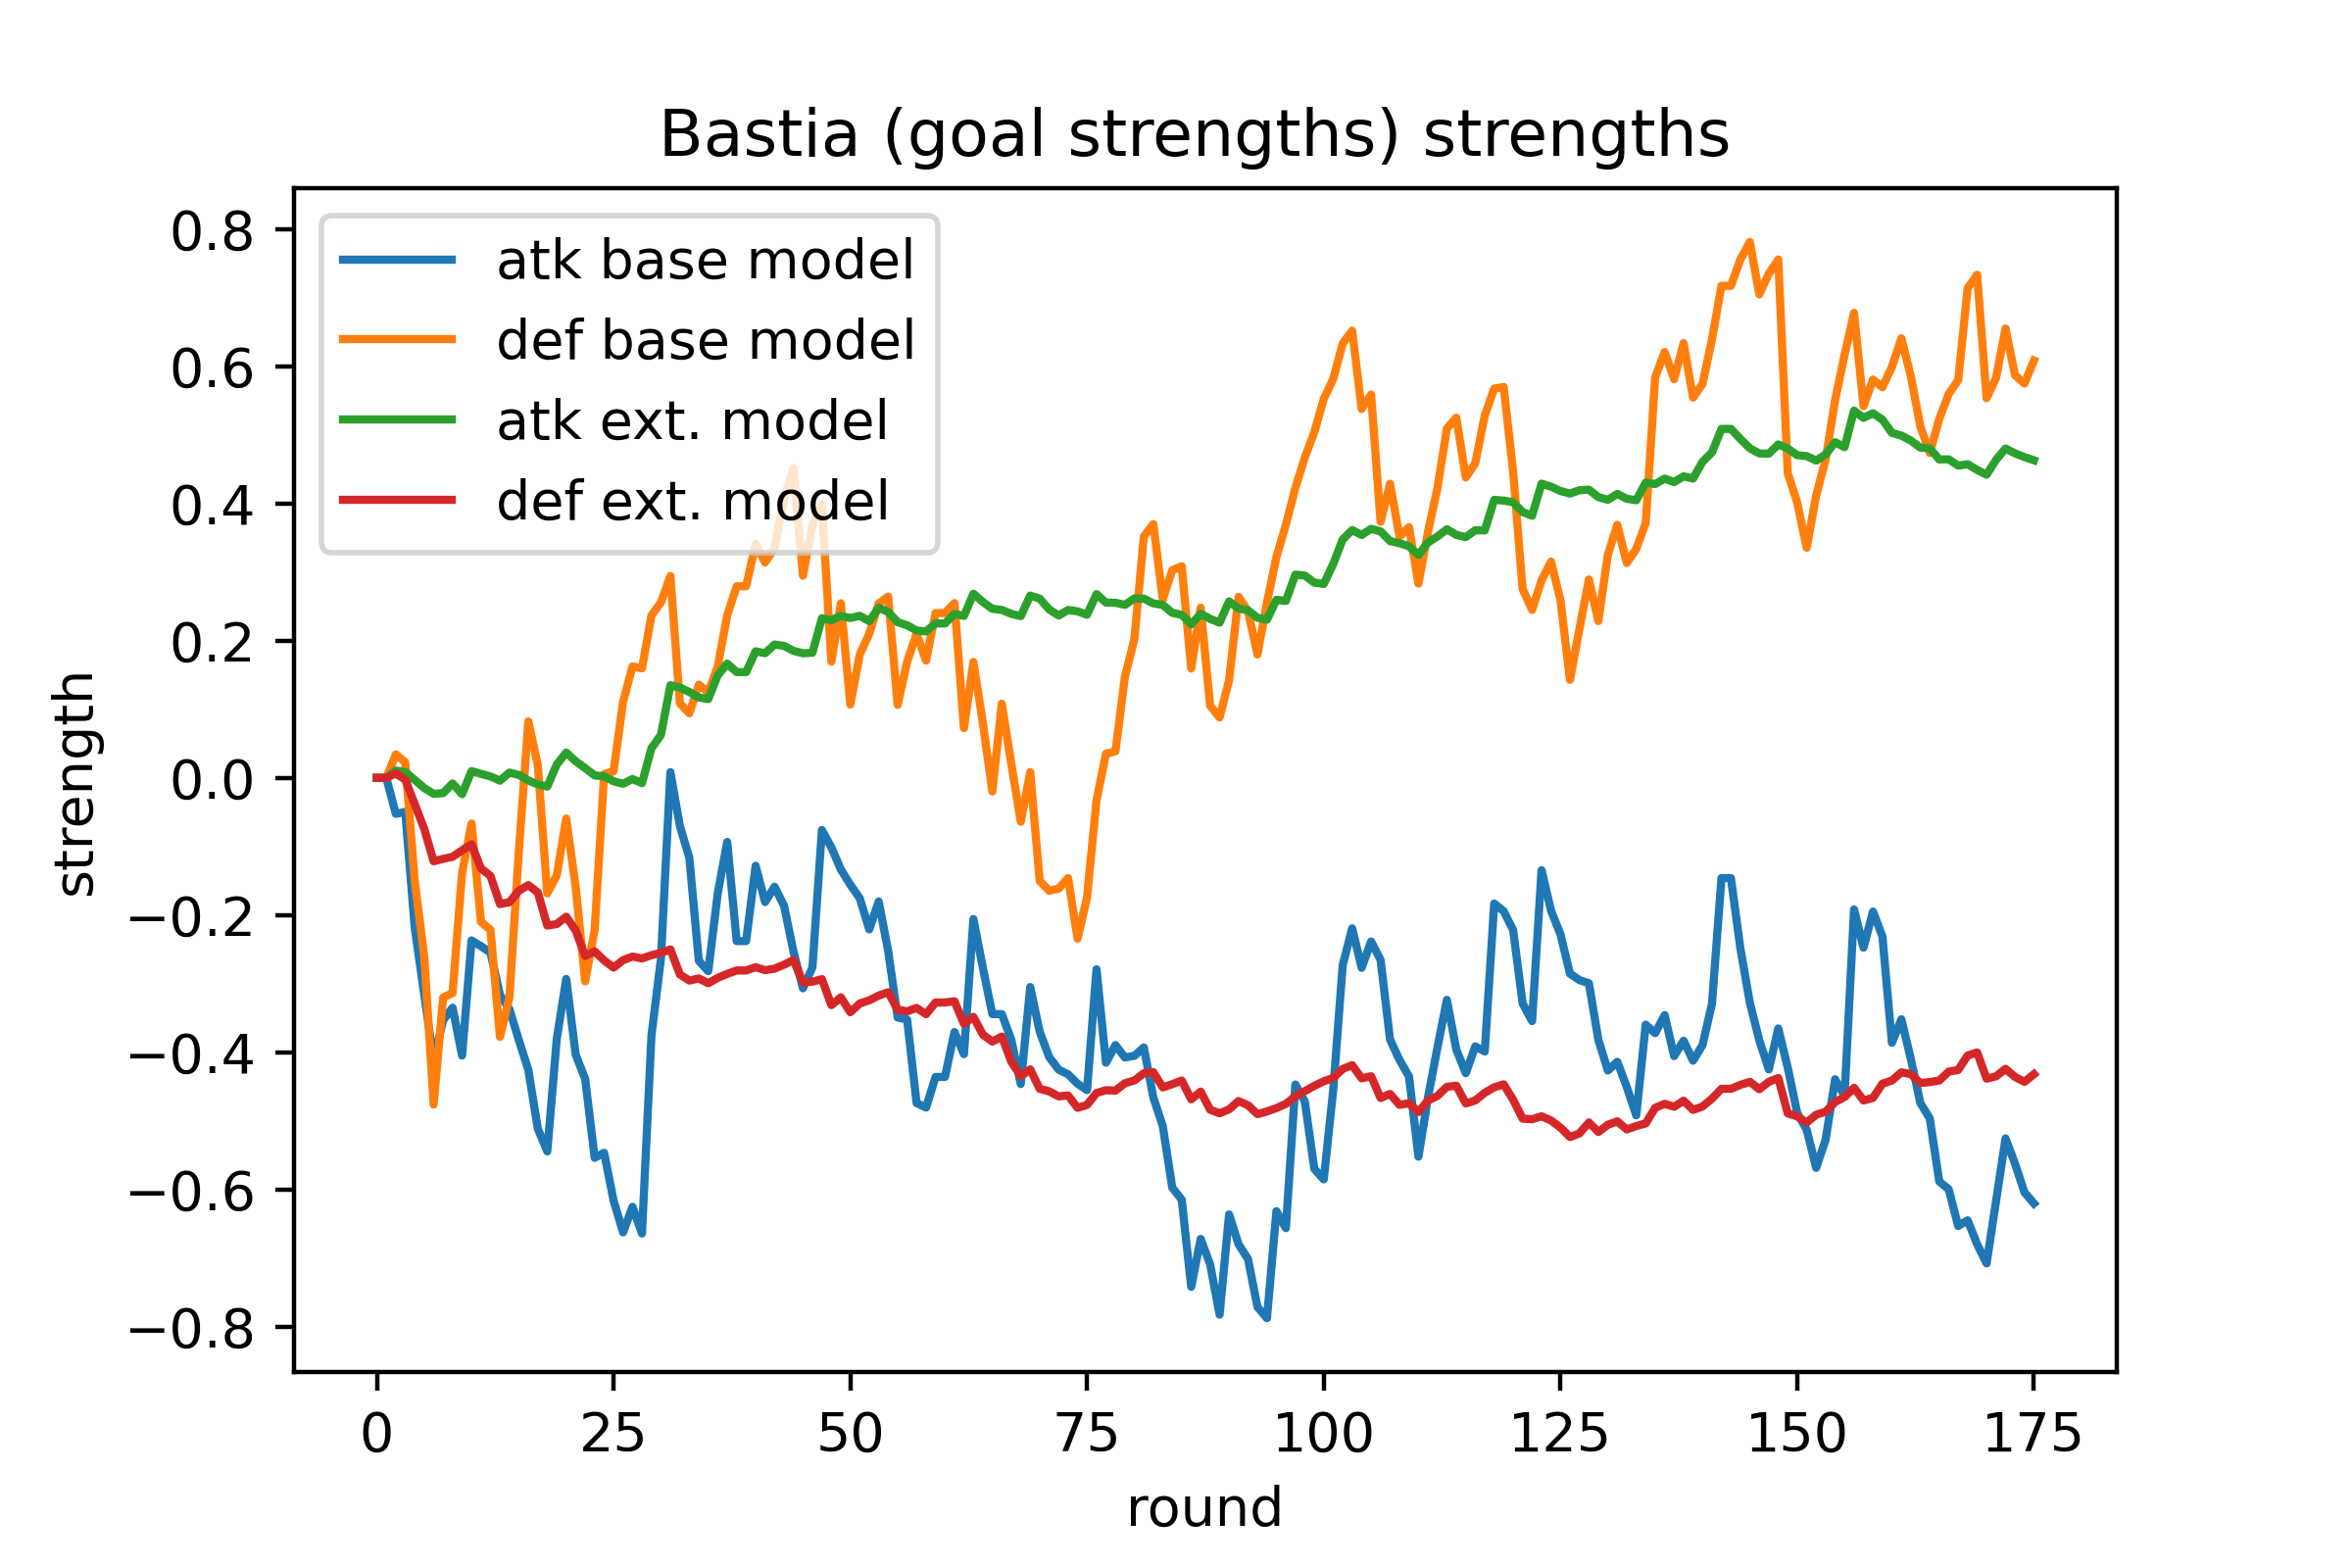 Bastia (goal strengths) strengths
atk base model
def base model
atk ext. model
def ext. model
0.8
0.6
0.4
0.2
0.0
−0.2
−0.4
−0.6
−0.8
strength
0 25 50 75 100 125 150 175
round